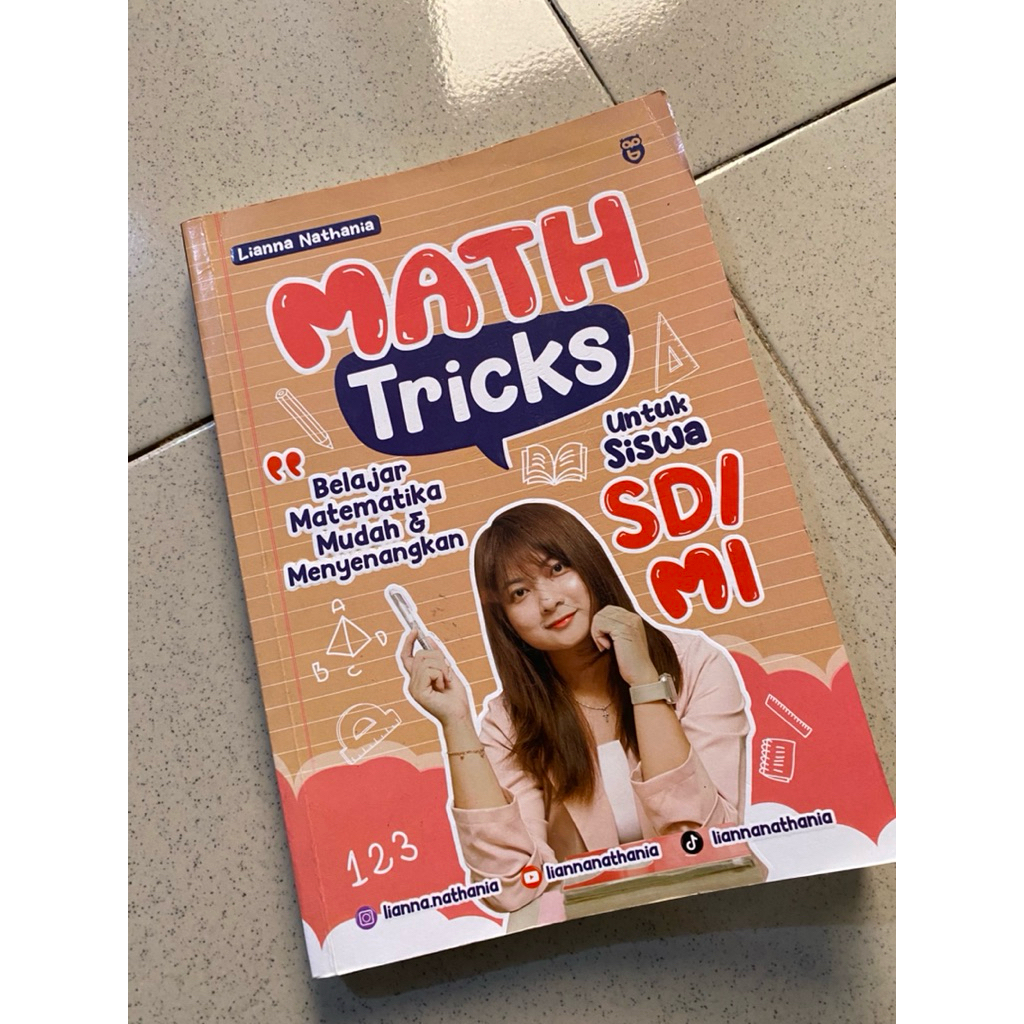 Lianna Nathania
MATH
Tricks
Untuk
Siswa
SD/
MI
Belajar
Matematika
Mudah &
Menyenangkan
A
B C D
123
lianna.nathania
liannanathania
liannanathania